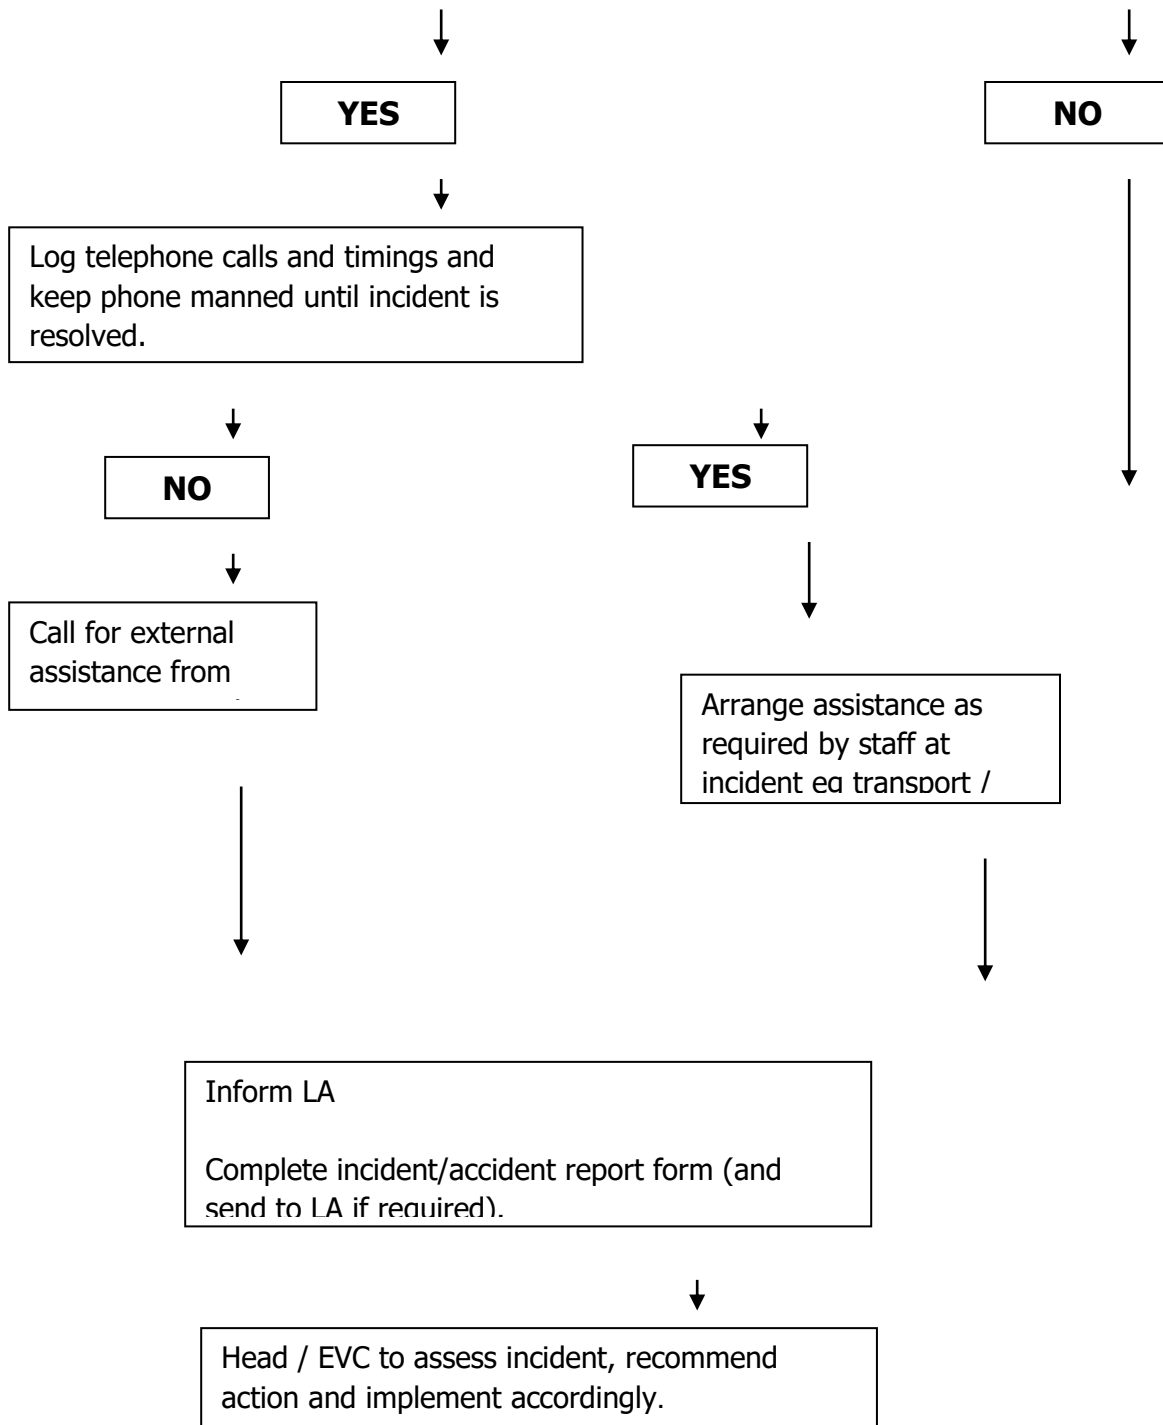 YES
NO
Log telephone calls and timings and
keep phone manned until incident is
resolved.
NO
YES
Call for external
assistance from
Arrange assistance as
required by staff at
incident eg transport /
Inform LA
Complete incident/accident report form (and
send to LA if required).
Head / EVC to assess incident, recommend
action and implement accordingly.